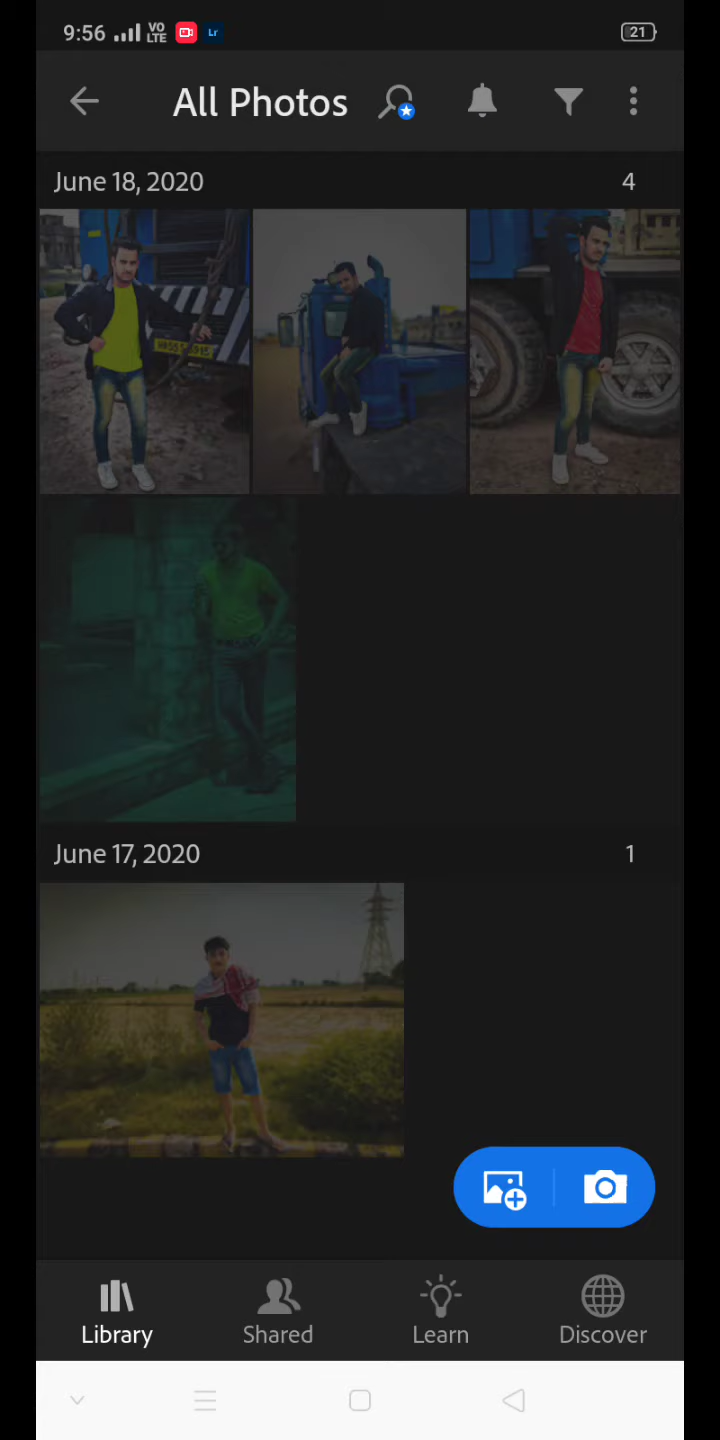 9:56 VO LTE Lr 21
All Photos
June 18, 2020 4
June 17, 2020 1
Library Shared Learn Discover